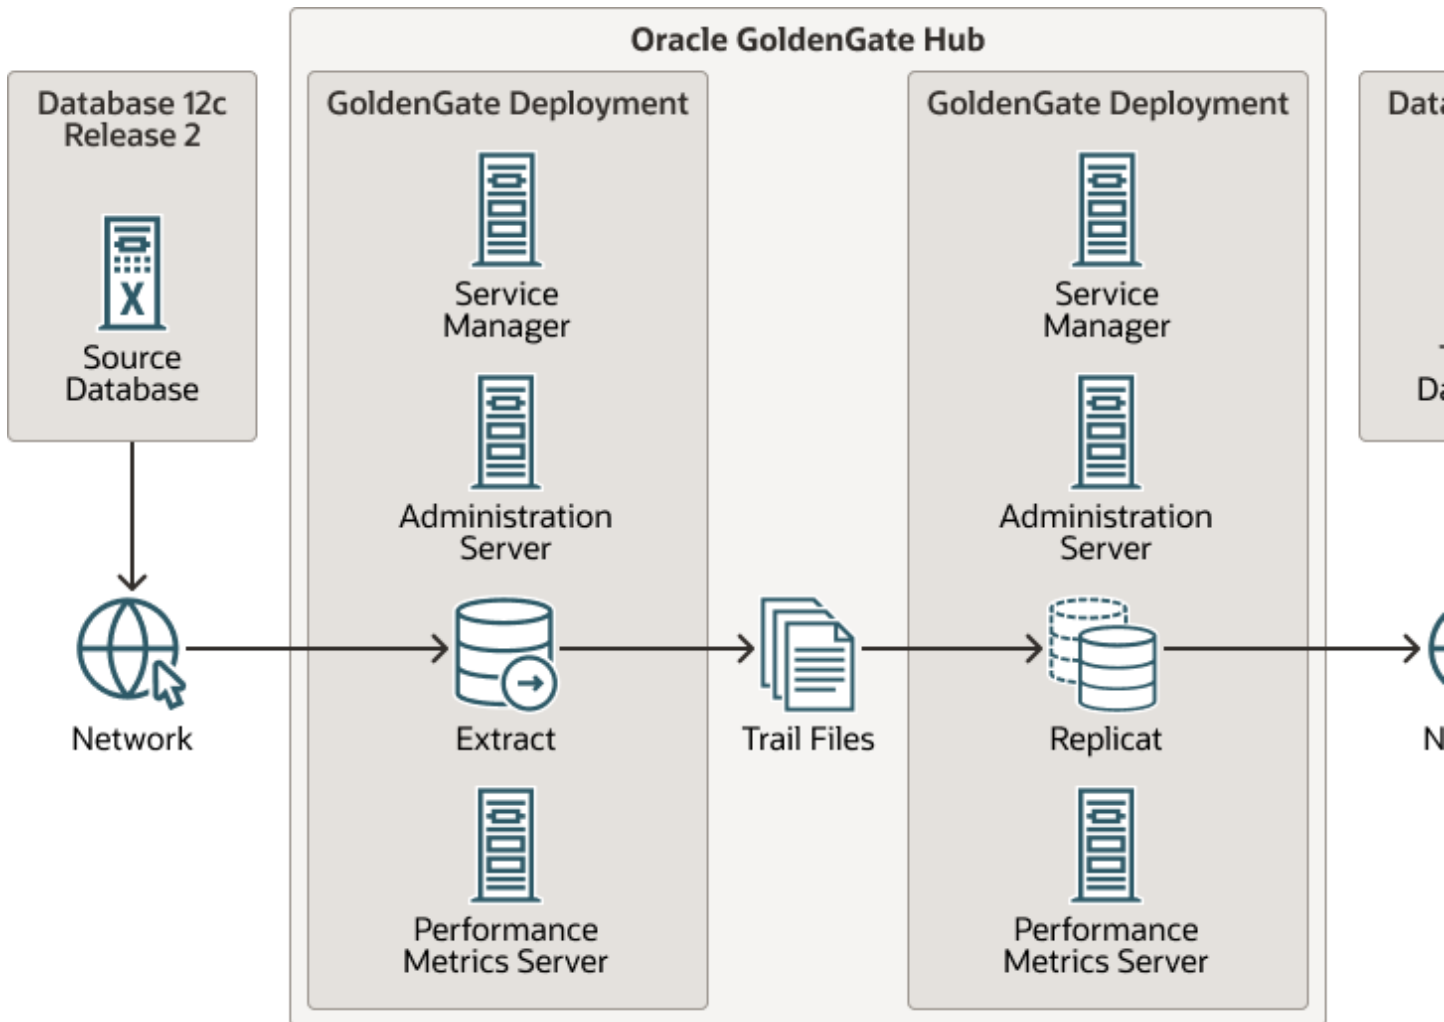 Oracle GoldenGate Hub
Database 12c
Release 2
Source
Database
Network
GoldenGate Deployment
Service
Manager
Administration
Server
Extract
Performance
Metrics Server
Trail Files
GoldenGate Deployment
Service
Manager
Administration
Server
Replicat
Performance
Metrics Server